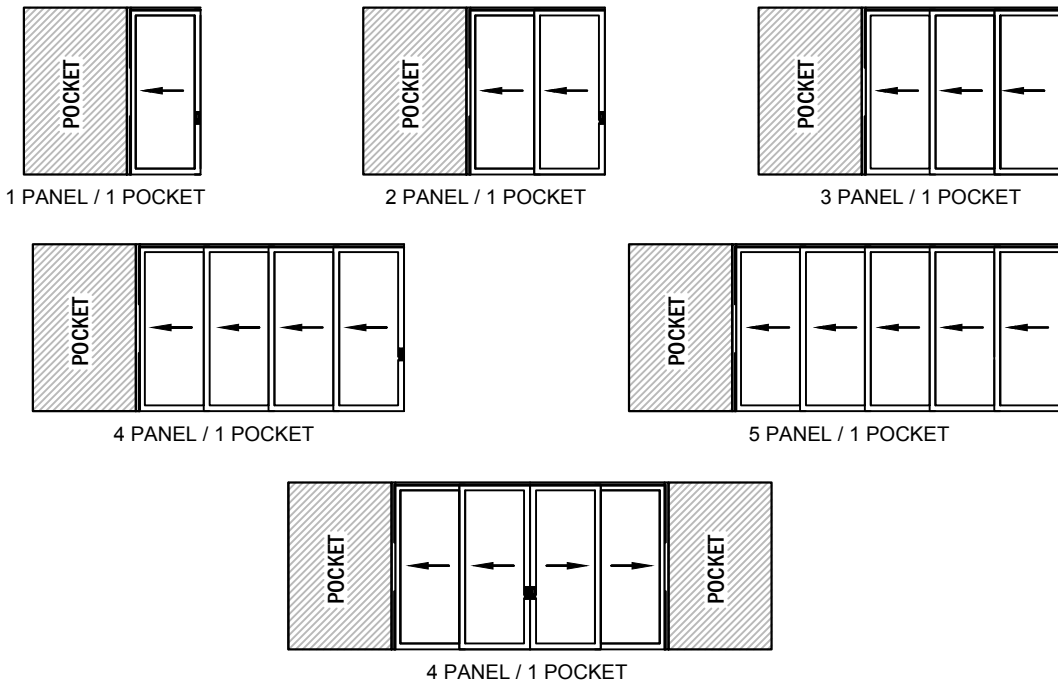 POCKET
1 PANEL / 1 POCKET
POCKET
2 PANEL / 1 POCKET
POCKET
3 PANEL / 1 POCKET
POCKET
4 PANEL / 1 POCKET
POCKET
5 PANEL / 1 POCKET
POCKET
POCKET
4 PANEL / 1 POCKET